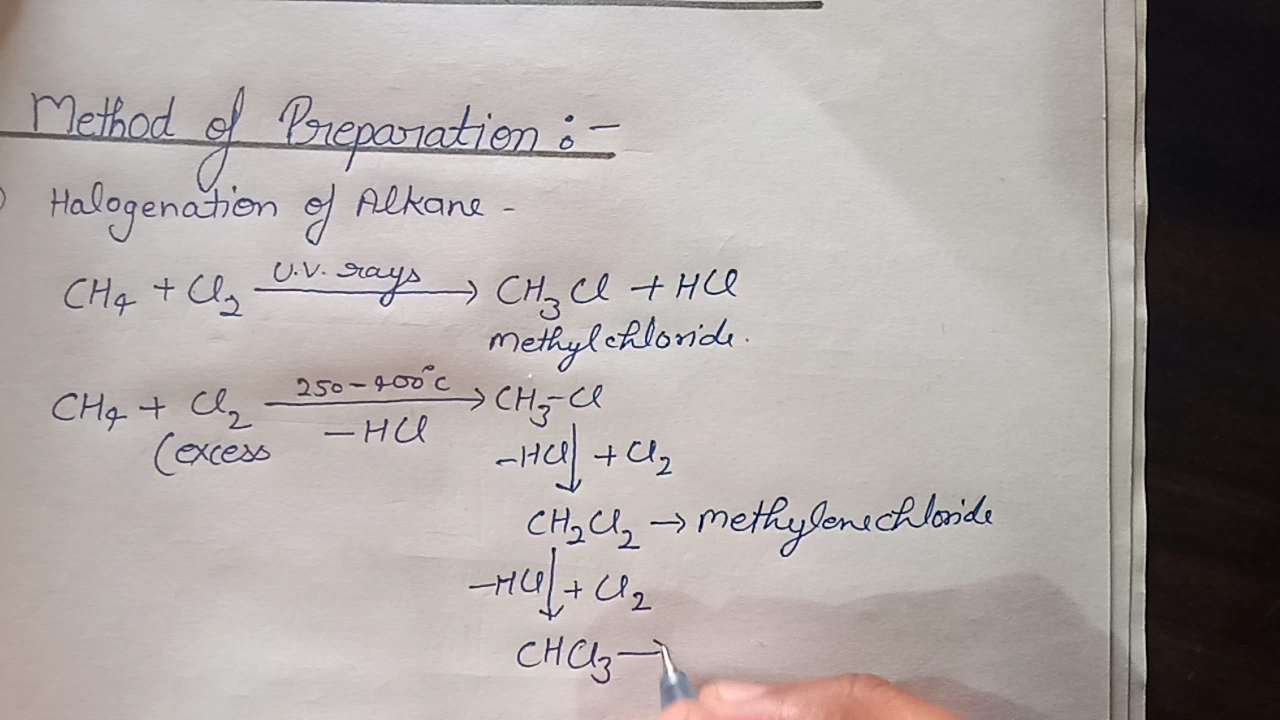 Method of Preparation :-
) Halogenation of Alkane -
CH4 + Cl2 U.V. rays → CH3Cl + HCl
methylchloride.
CH4 + Cl2 250-400°C → CH3-Cl
(excess -HCl
-HCl ↓ + Cl2
CH2Cl2 → methylenechloride
-HCl ↓ + Cl2
CHCl3 →